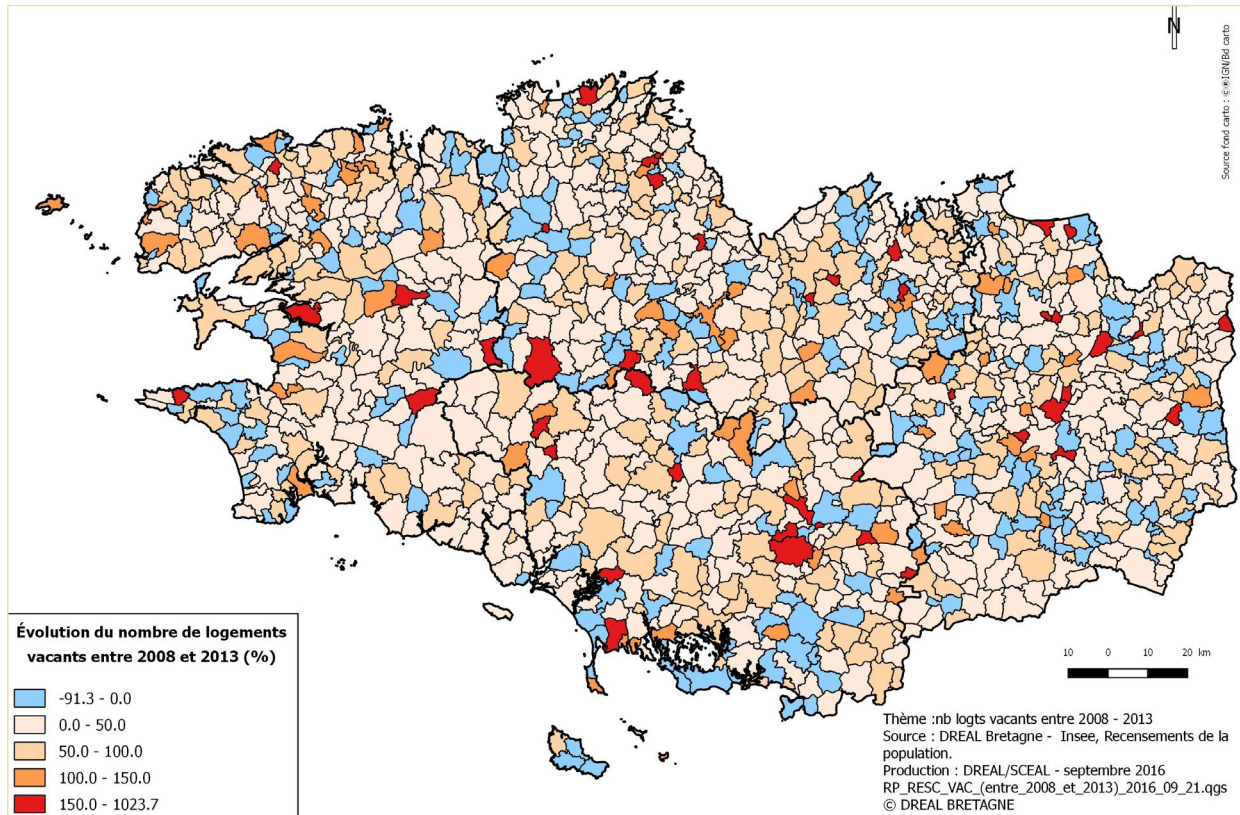 N
Source fond carto : ©®IGN/Bd carto
Évolution du nombre de logements
vacants entre 2008 et 2013 (%)
-91.3 - 0.0
0.0 - 50.0
50.0 - 100.0
100.0 - 150.0
150.0 - 1023.7
10 0 10 20 km
Thème :nb logts vacants entre 2008 - 2013
Source : DREAL Bretagne - Insee, Recensements de la
population.
Production : DREAL/SCEAL - septembre 2016
RP_RESC_VAC_(entre_2008_et_2013)_2016_09_21.qgs
© DREAL BRETAGNE